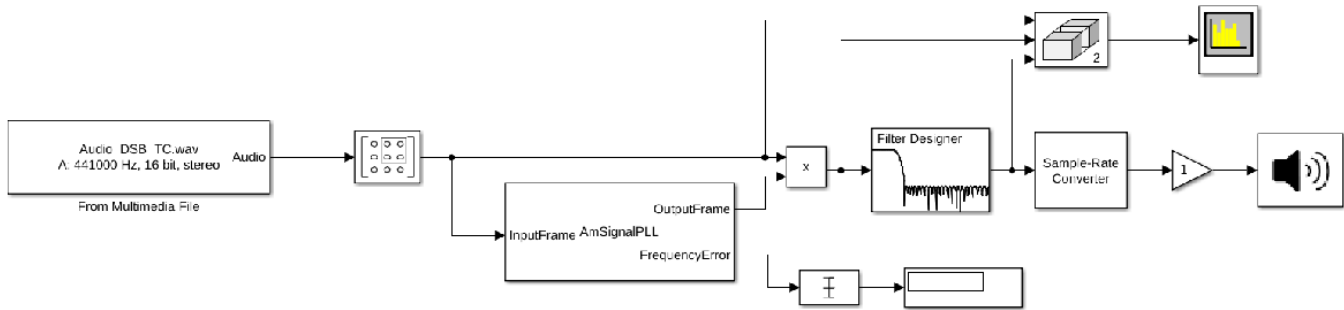 2
Audio_DSB_TC.wav
A: 441000 Hz, 16 bit, stereo
Audio
From Multimedia File
x
Filter Designer
Sample-Rate
Converter
1
OutputFrame
InputFrame
AmSignalPLL
FrequencyError